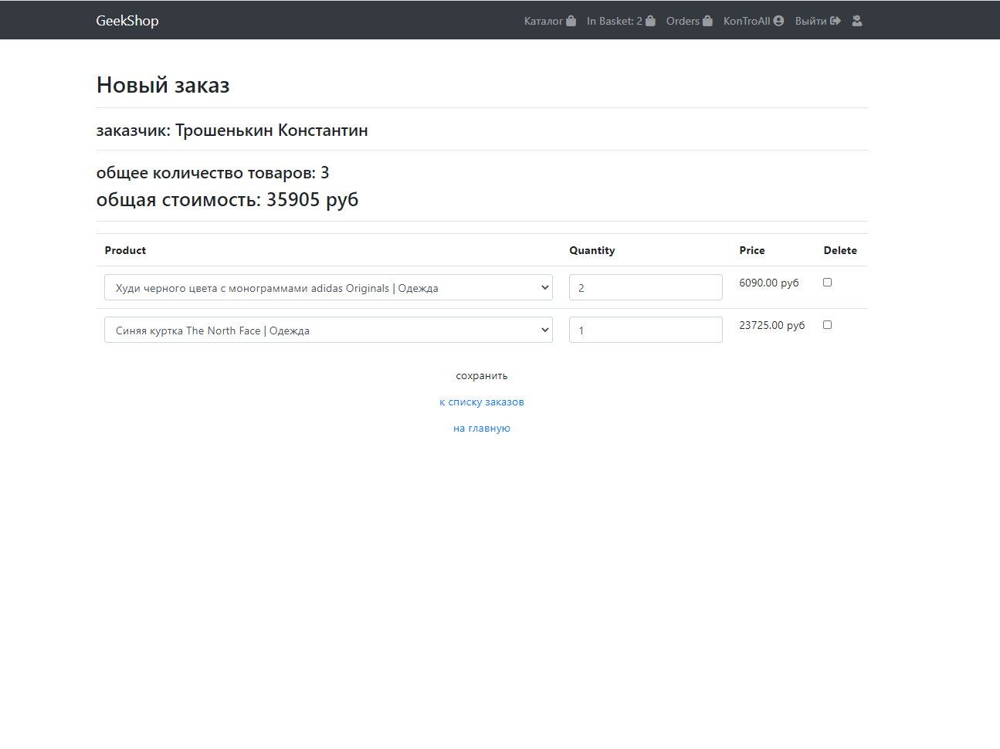 GeekShop Каталог In Basket: 2 Orders KonTroAll Выйти
Новый заказ
заказчик: Трошенькин Константин
общее количество товаров: 3
общая стоимость: 35905 руб
Product Quantity Price Delete
Худи черного цвета с монограммами adidas Originals | Одежда 2 6090.00 руб
Синяя куртка The North Face | Одежда 1 23725.00 руб
сохранить
к списку заказов
на главную